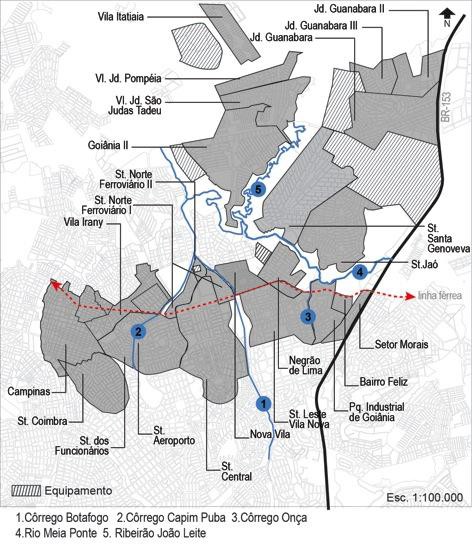 Jd. Guanabara II
Vila Itatiaia
Jd. Guanabara III
Jd. Guanabara
N
Vl. Jd. Pompéia
BR-153
Vl. Jd. São
Judas Tadeu
Goiânia II
5
St. Norte
Ferroviário II
St. Norte
Ferroviário I
Vila Irany
St.
Santa
Genoveva
St.Jaó
4
linha férrea
3
2
Setor Morais
Negrão
de Lima
Bairro Feliz
Campinas
1
St. Leste
Vila Nova
Pq. Industrial
de Goiânia
St. Coimbra
St. dos
Funcionários
St.
Aeroporto
Nova Vila
St.
Central
Equipamento
Esc. 1:100.000
1.Côrrego Botafogo 2.Côrrego Capim Puba 3.Côrrego Onça
4.Rio Meia Ponte 5. Ribeirão João Leite